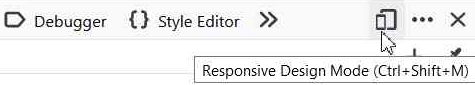 Debugger {} Style Editor
Responsive Design Mode (Ctrl+Shift+M)